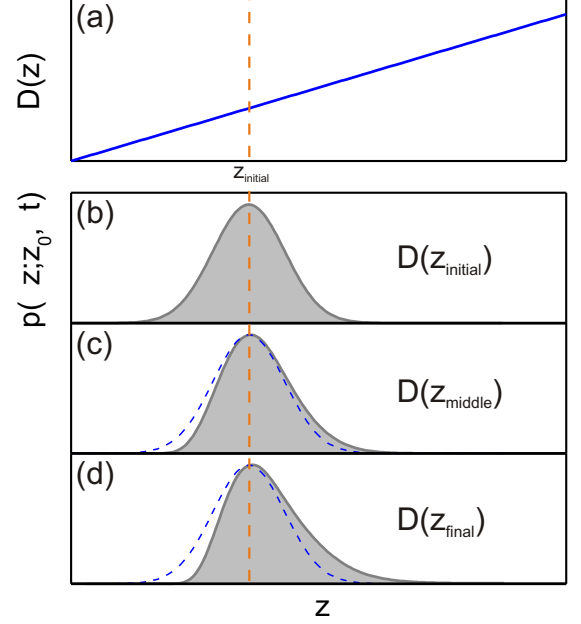 (a)
D(z)
z_initial
(b)
p( z;z_0, t)
D(z_initial)
(c)
D(z_middle)
(d)
D(z_final)
z